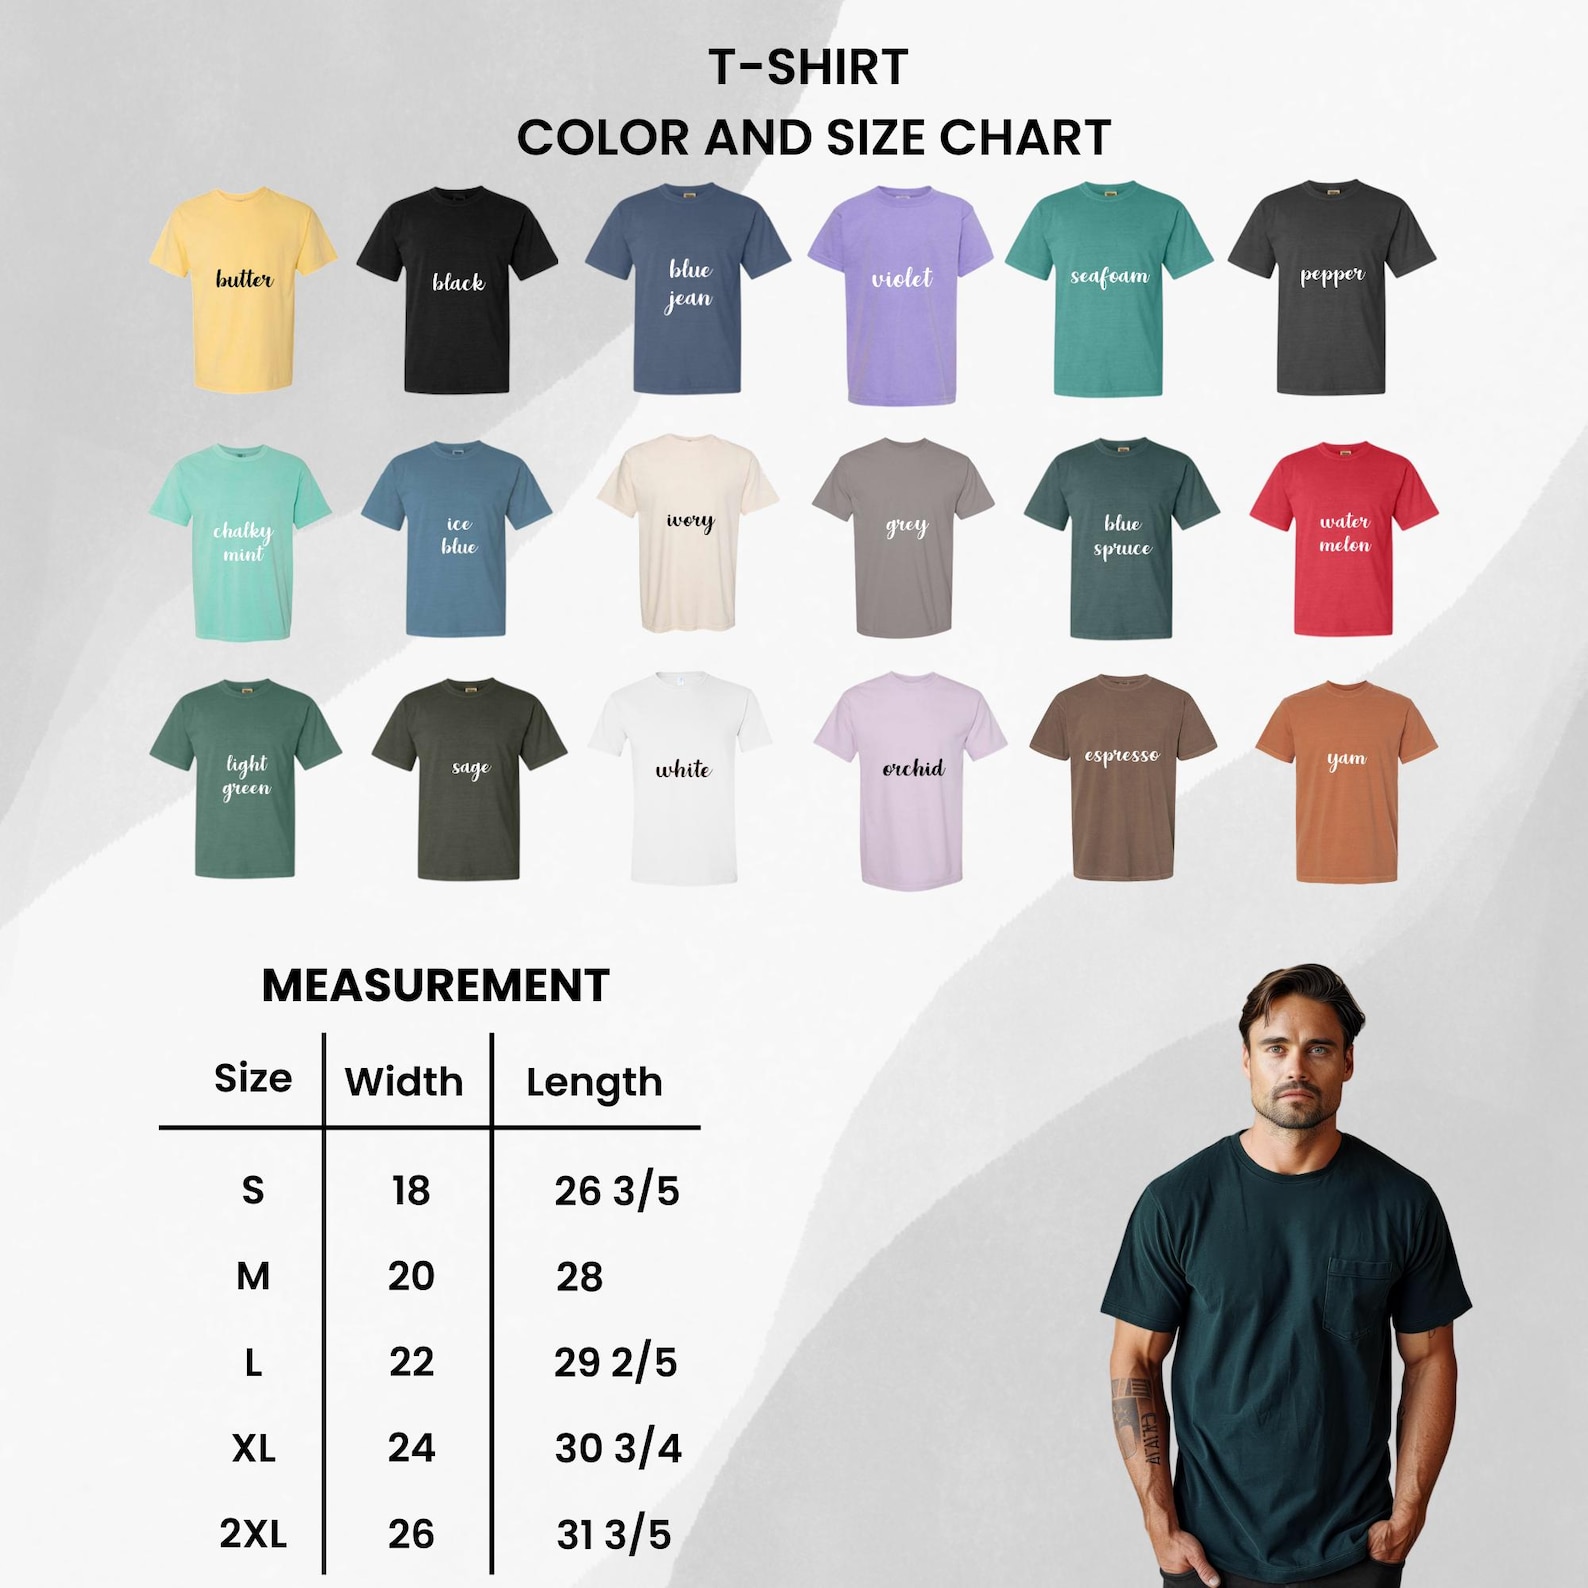 T-SHIRT
COLOR AND SIZE CHART
butter
black
blue
jean
violet
seafoam
pepper
chalky
mint
ice
blue
ivory
grey
blue
spruce
water
melon
light
green
sage
white
orchid
espresso
yam
MEASUREMENT
Size Width Length
S 18 26 3/5
M 20 28
L 22 29 2/5
XL 24 30 3/4
2XL 26 31 3/5